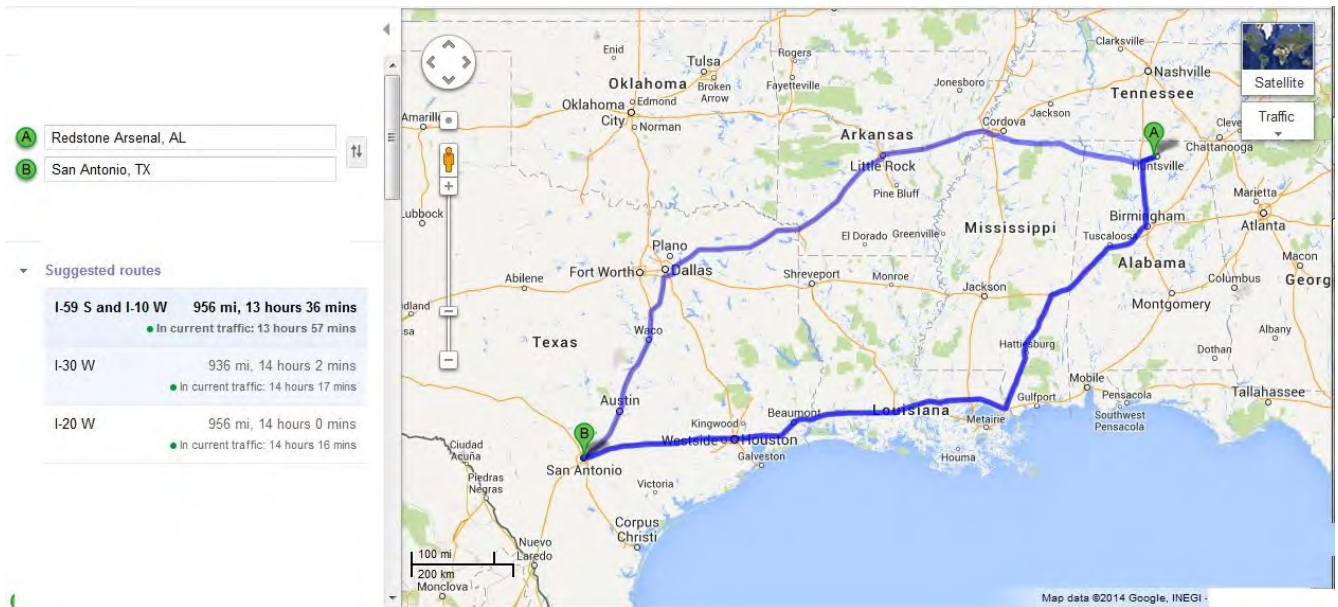 A Redstone Arsenal, AL
B San Antonio, TX
Suggested routes
I-59 S and I-10 W 956 mi, 13 hours 36 mins
In current traffic: 13 hours 57 mins
I-30 W 936 mi, 14 hours 2 mins
In current traffic: 14 hours 17 mins
I-20 W 956 mi, 14 hours 0 mins
In current traffic: 14 hours 16 mins
Satellite
Traffic
Enid
Rogers
Clarksville
Tulsa
Nashville
Oklahoma
Broken
Arrow
Fayetteville
Jonesboro
Tennessee
Oklahoma
City
Edmond
Norman
Amarill
Jackson
Cordova
Cleve
Arkansas
A
Chattanooga
Huntsville
Little Rock
Pine Bluff
Marietta
Lubbock
Birmingham
Atlanta
El Dorado
Greenville
Mississippi
Tuscaloosa
Plano
Alabama
Macon
Fort Worth
Dallas
Abilene
Shreveport
Monroe
Jackson
Columbus
Georg
Montgomery
idland
sa
Waco
Texas
Hattiesburg
Albany
Dothan
Austin
Mobile
Tallahassee
Gulfport
Pensacola
Beaumont
Louisiana
Metairie
Southwest
Pensacola
Kingwood
B
Westside
Houston
Ciudad
Acuña
San Antonio
Galveston
Houma
Piedras
Negras
Victoria
Corpus
Christi
Nuevo
Laredo
100 mi
200 km
Monclova
Map data ©2014 Google, INEGI -